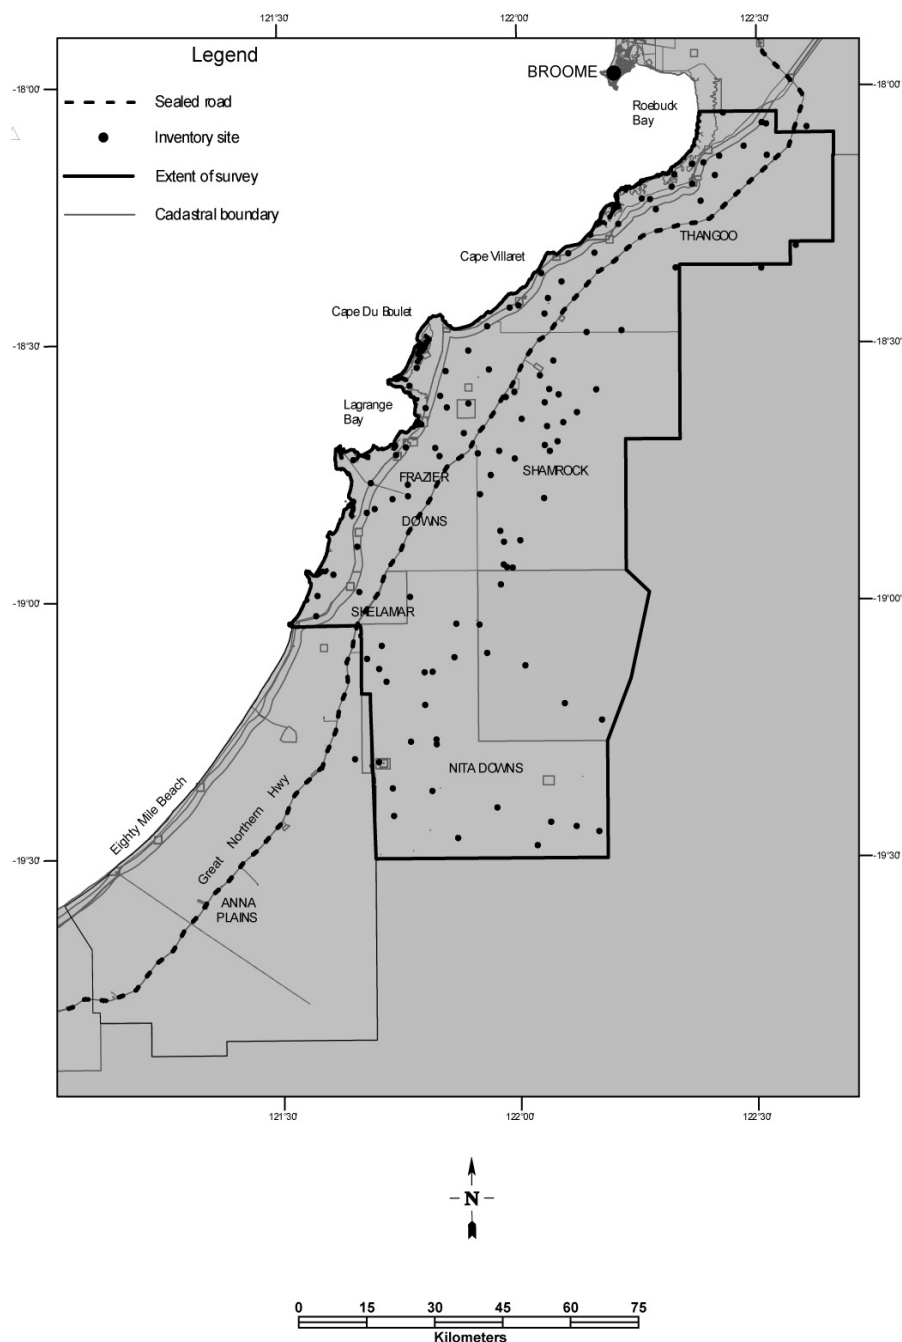 121°30'
122°00'
122°30'
Legend
BROOME
-18°00'
-18°00'
Sealed road
Roebuck
Bay
Inventory site
Extent of survey
Cadastral boundary
THANGOO
Cape Villaret
Cape Du Boulet
-18°30'
-18°30'
Lagrange
Bay
SHAMROCK
FRAZIER
DOWNS
-19°00'
-19°00'
SHELAMAR
NITA DOWNS
Eighty Mile Beach
Great Northern Hwy
-19°30'
-19°30'
ANNA
PLAINS
121°30'
122°00'
122°30'
N
0 15 30 45 60 75
Kilometers